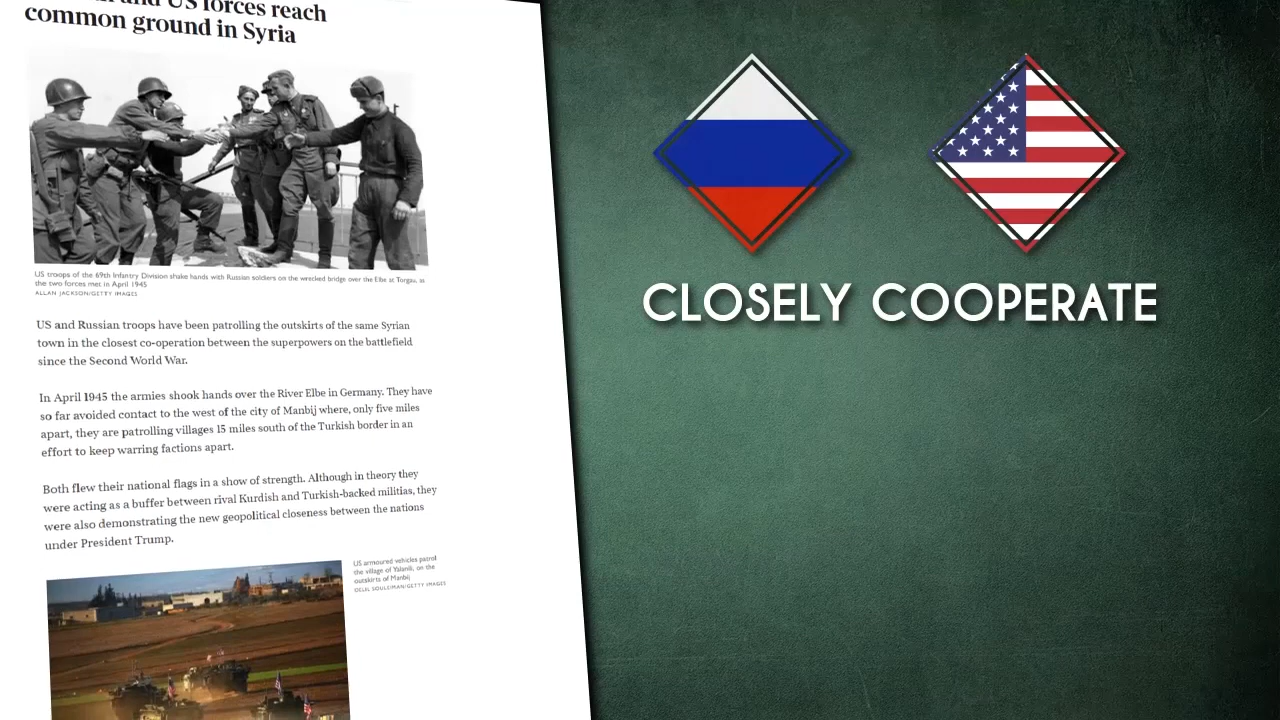 and US forces reach
common ground in Syria
US troops of the 69th Infantry Division shake hands with Russian soldiers on the wrecked bridge over the Elbe at Torgau, as
the two forces met in April 1945
ALLAN JACKSON/GETTY IMAGES
US and Russian troops have been patrolling the outskirts of the same Syrian
town in the closest co-operation between the superpowers on the battlefield
since the Second World War.
In April 1945 the armies shook hands over the River Elbe in Germany. They have
so far avoided contact to the west of the city of Manbij where, only five miles
apart, they are patrolling villages 15 miles south of the Turkish border in an
effort to keep warring factions apart.
Both flew their national flags in a show of strength. Although in theory they
were acting as a buffer between rival Kurdish and Turkish-backed militias, they
were also demonstrating the new geopolitical closeness between the nations
under President Trump.
US armoured vehicles patrol
the village of Yalanli, on the
outskirts of Manbij
DELIL SOULEIMAN/GETTY IMAGES
CLOSELY COOPERATE